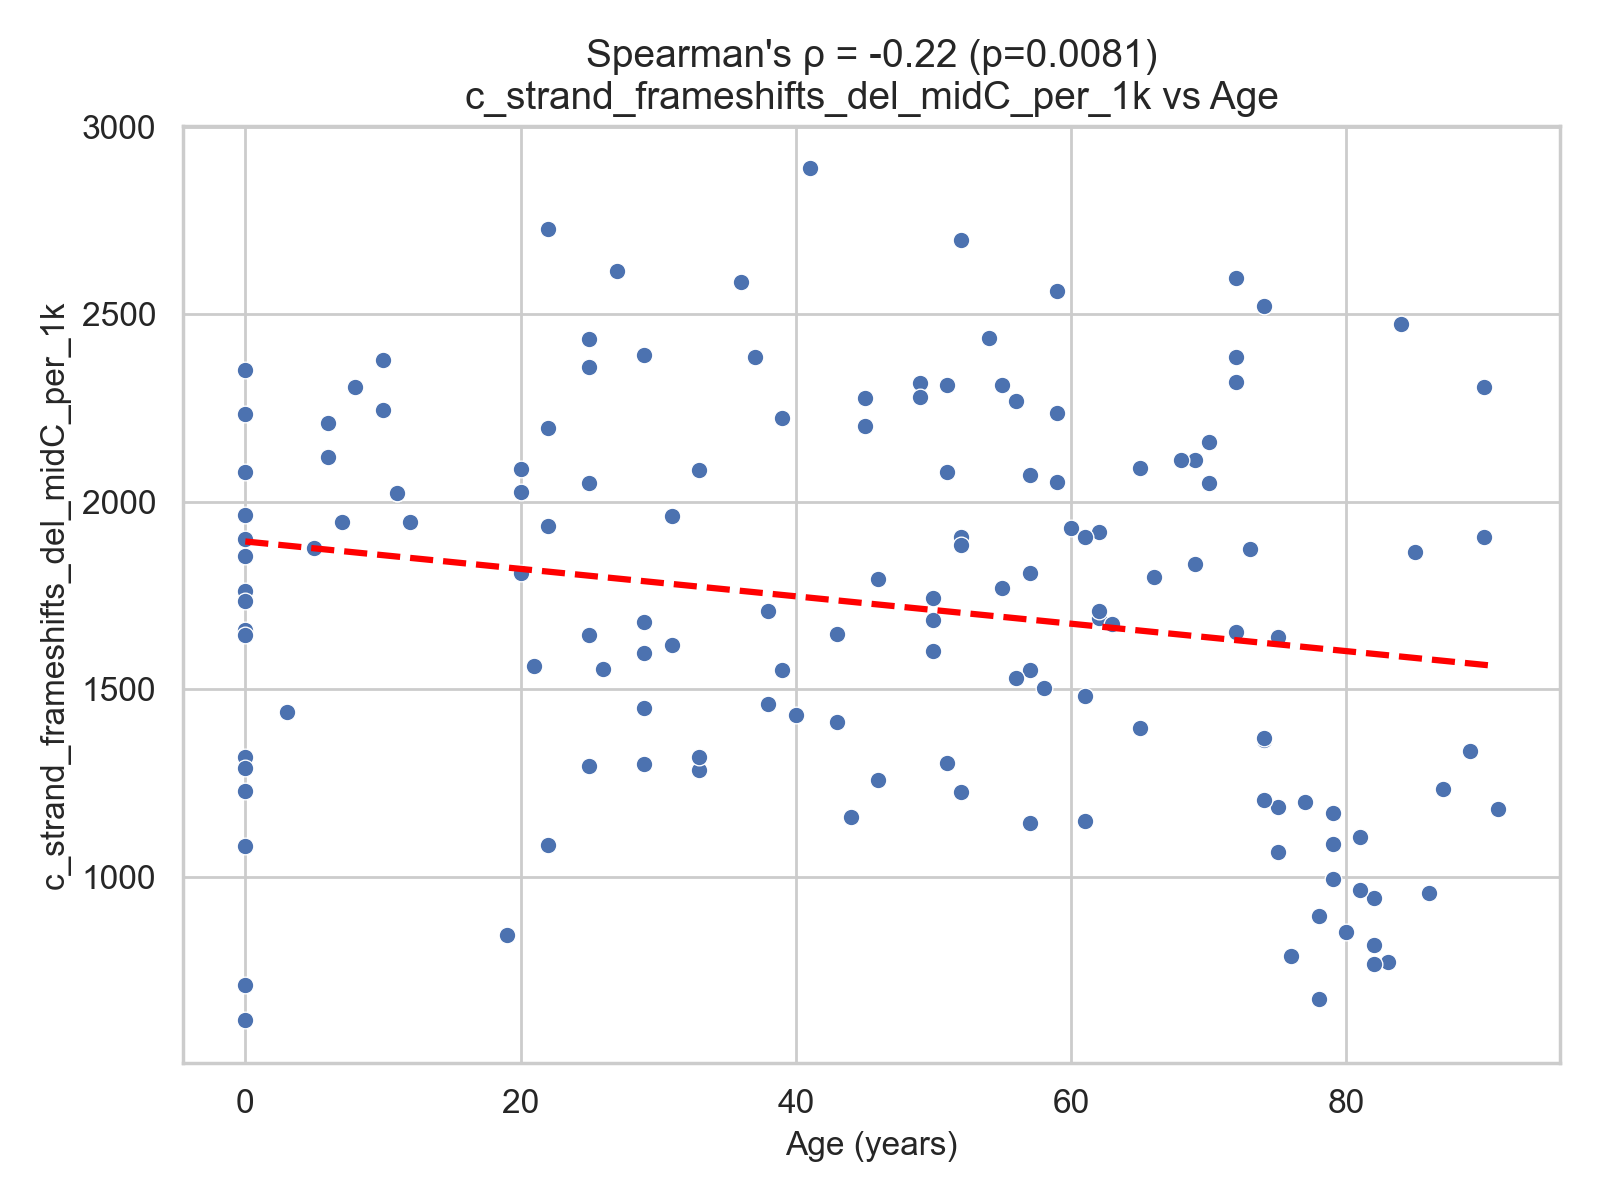 Spearman's ρ = -0.22 (p=0.0081)
c_strand_frameshifts_del_midC_per_1k vs Age
3000
2500
2000
1500
1000
c_strand_frameshifts_del_midC_per_1k
0 20 40 60 80
Age (years)